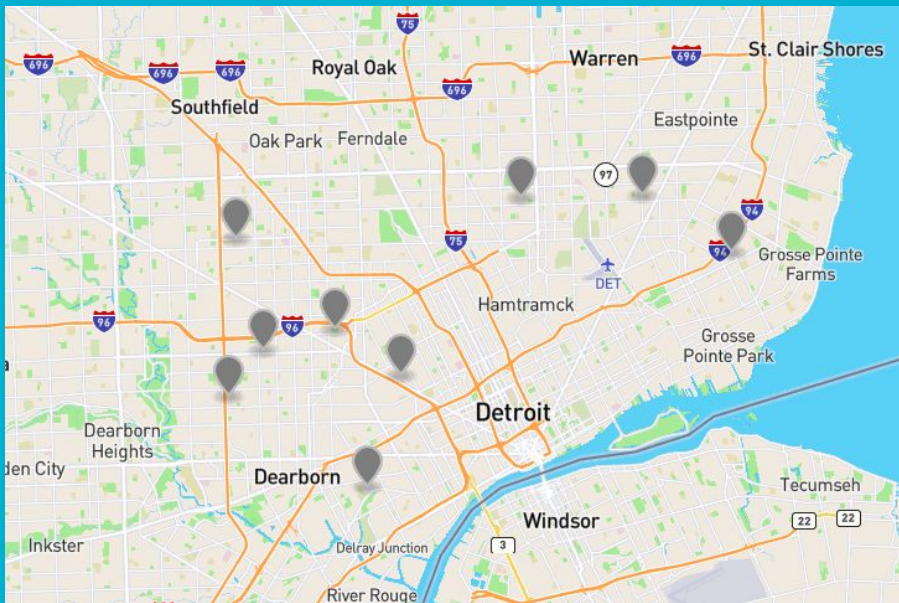 75
696
696
696
Royal Oak
Warren
696
St. Clair Shores
696
Southfield
Eastpointe
Oak Park
Ferndale
97
94
75
94
Grosse Pointe
Farms
DET
Hamtramck
96
96
Grosse
Pointe Park
a
Detroit
Dearborn
Heights
den City
Dearborn
Tecumseh
Windsor
22
22
3
Inkster
Delray Junction
River Rouge